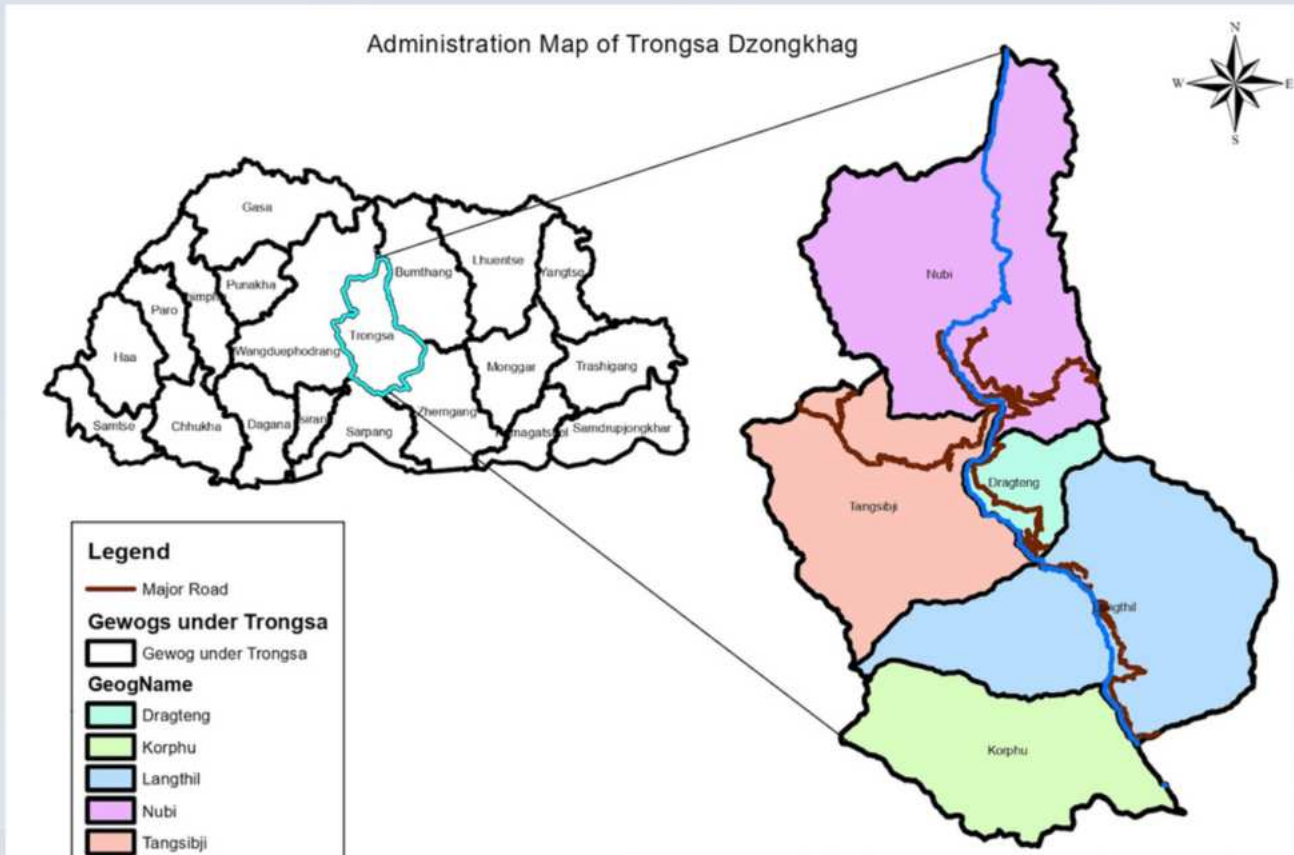 Administration Map of Trongsa Dzongkhag
N
W
E
S
Gasa
Punakha
Paro
Haa
Samtse
Chhukha
Dagana
Wangduephodrang
Trongsa
Bumthang
Lhuentse
Yangtse
Monggar
Trashigang
Sarpang
Zhemgang
Samdrupjongkhar
Nubi
Tangsibji
Dragteng
Korphu
Legend
Major Road
Gewogs under Trongsa
Gewog under Trongsa
GeogName
Dragteng
Korphu
Langthil
Nubi
Tangsibji